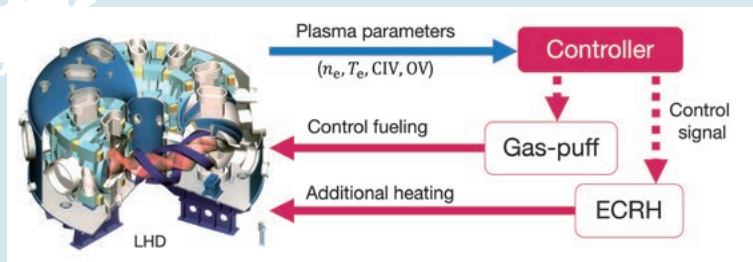 Plasma parameters
(nₑ, Tₑ, CIV, OV)
Controller
Control fueling
Gas-puff
Control
signal
Additional heating
ECRH
LHD